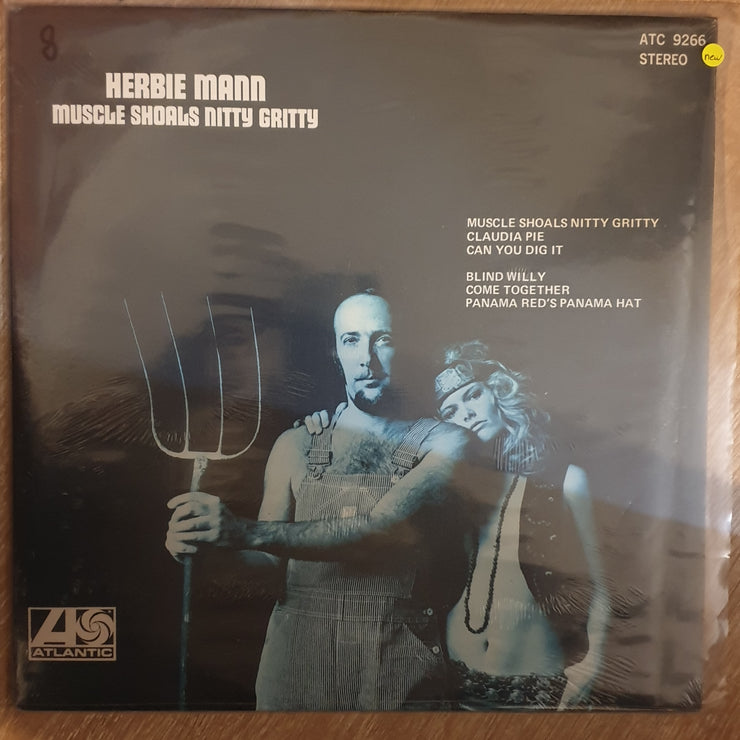 8
ATC 9266
STEREO
new
HERBIE MANN
MUSCLE SHOALS NITTY GRITTY
MUSCLE SHOALS NITTY GRITTY
CLAUDIA PIE
CAN YOU DIG IT
BLIND WILLY
COME TOGETHER
PANAMA RED'S PANAMA HAT
ATLANTIC